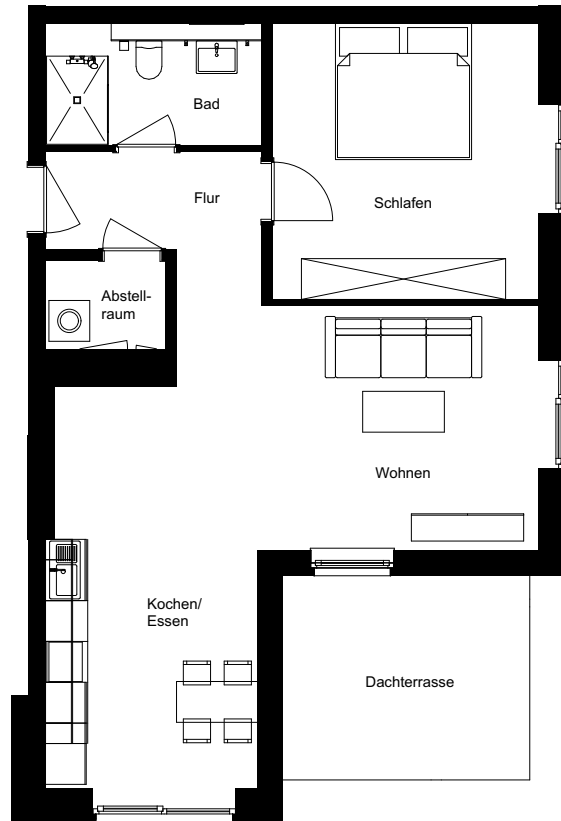 Bad
Flur
Schlafen
Abstell-
raum
Wohnen
Kochen/
Essen
Dachterrasse